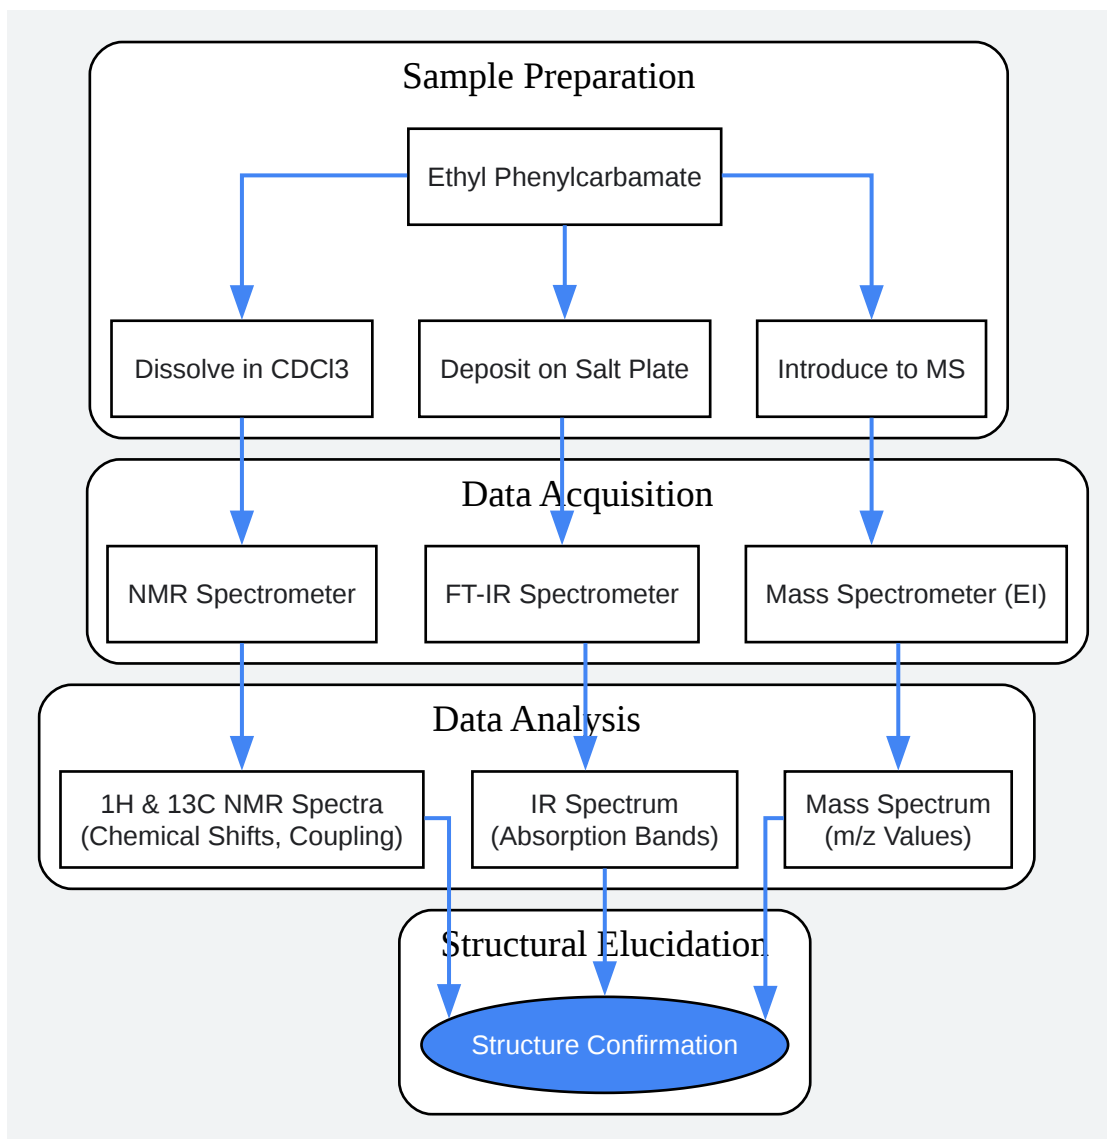 Sample Preparation
Ethyl Phenylcarbamate
Dissolve in CDCl3
Deposit on Salt Plate
Introduce to MS
Data Acquisition
NMR Spectrometer
FT-IR Spectrometer
Mass Spectrometer (EI)
Data Analysis
1H & 13C NMR Spectra
(Chemical Shifts, Coupling)
IR Spectrum
(Absorption Bands)
Mass Spectrum
(m/z Values)
Structural Elucidation
Structure Confirmation